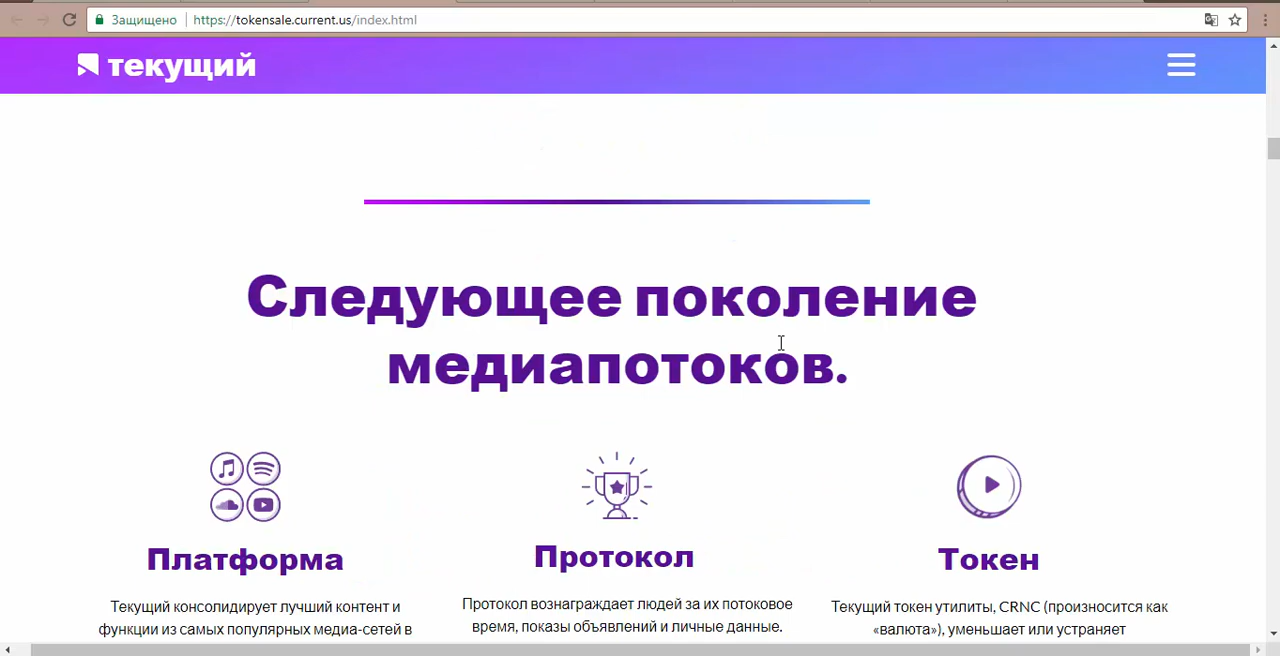 Защищено https://tokensale.current.us/index.html
текущий
Следующее поколение
медиапотоков.
Платформа
Текущий консолидирует лучший контент и
функции из самых популярных медиа-сетей в
Протокол
Протокол вознаграждает людей за их потоковое
время, показы объявлений и личные данные.
Токен
Текущий токен утилиты, CRNC (произносится как
«валюта»), уменьшает или устраняет